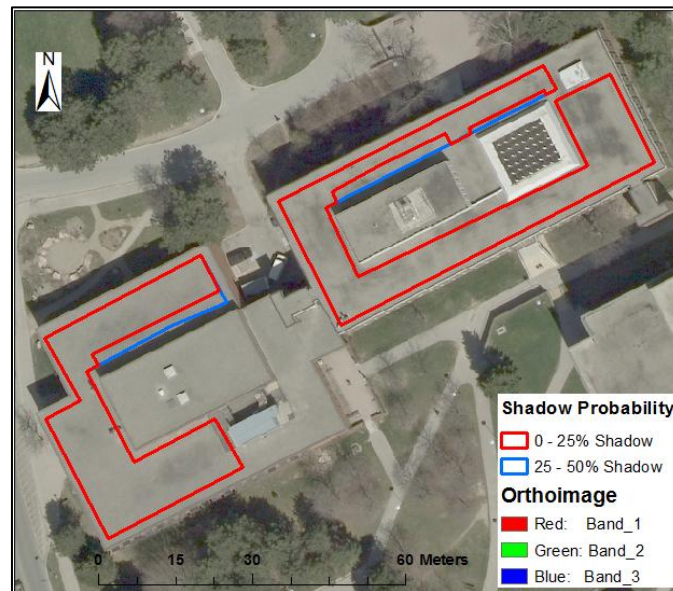 N
Shadow Probability
0 - 25% Shadow
25 - 50% Shadow
Orthoimage
Red: Band_1
Green: Band_2
Blue: Band_3
0 15 30 60 Meters